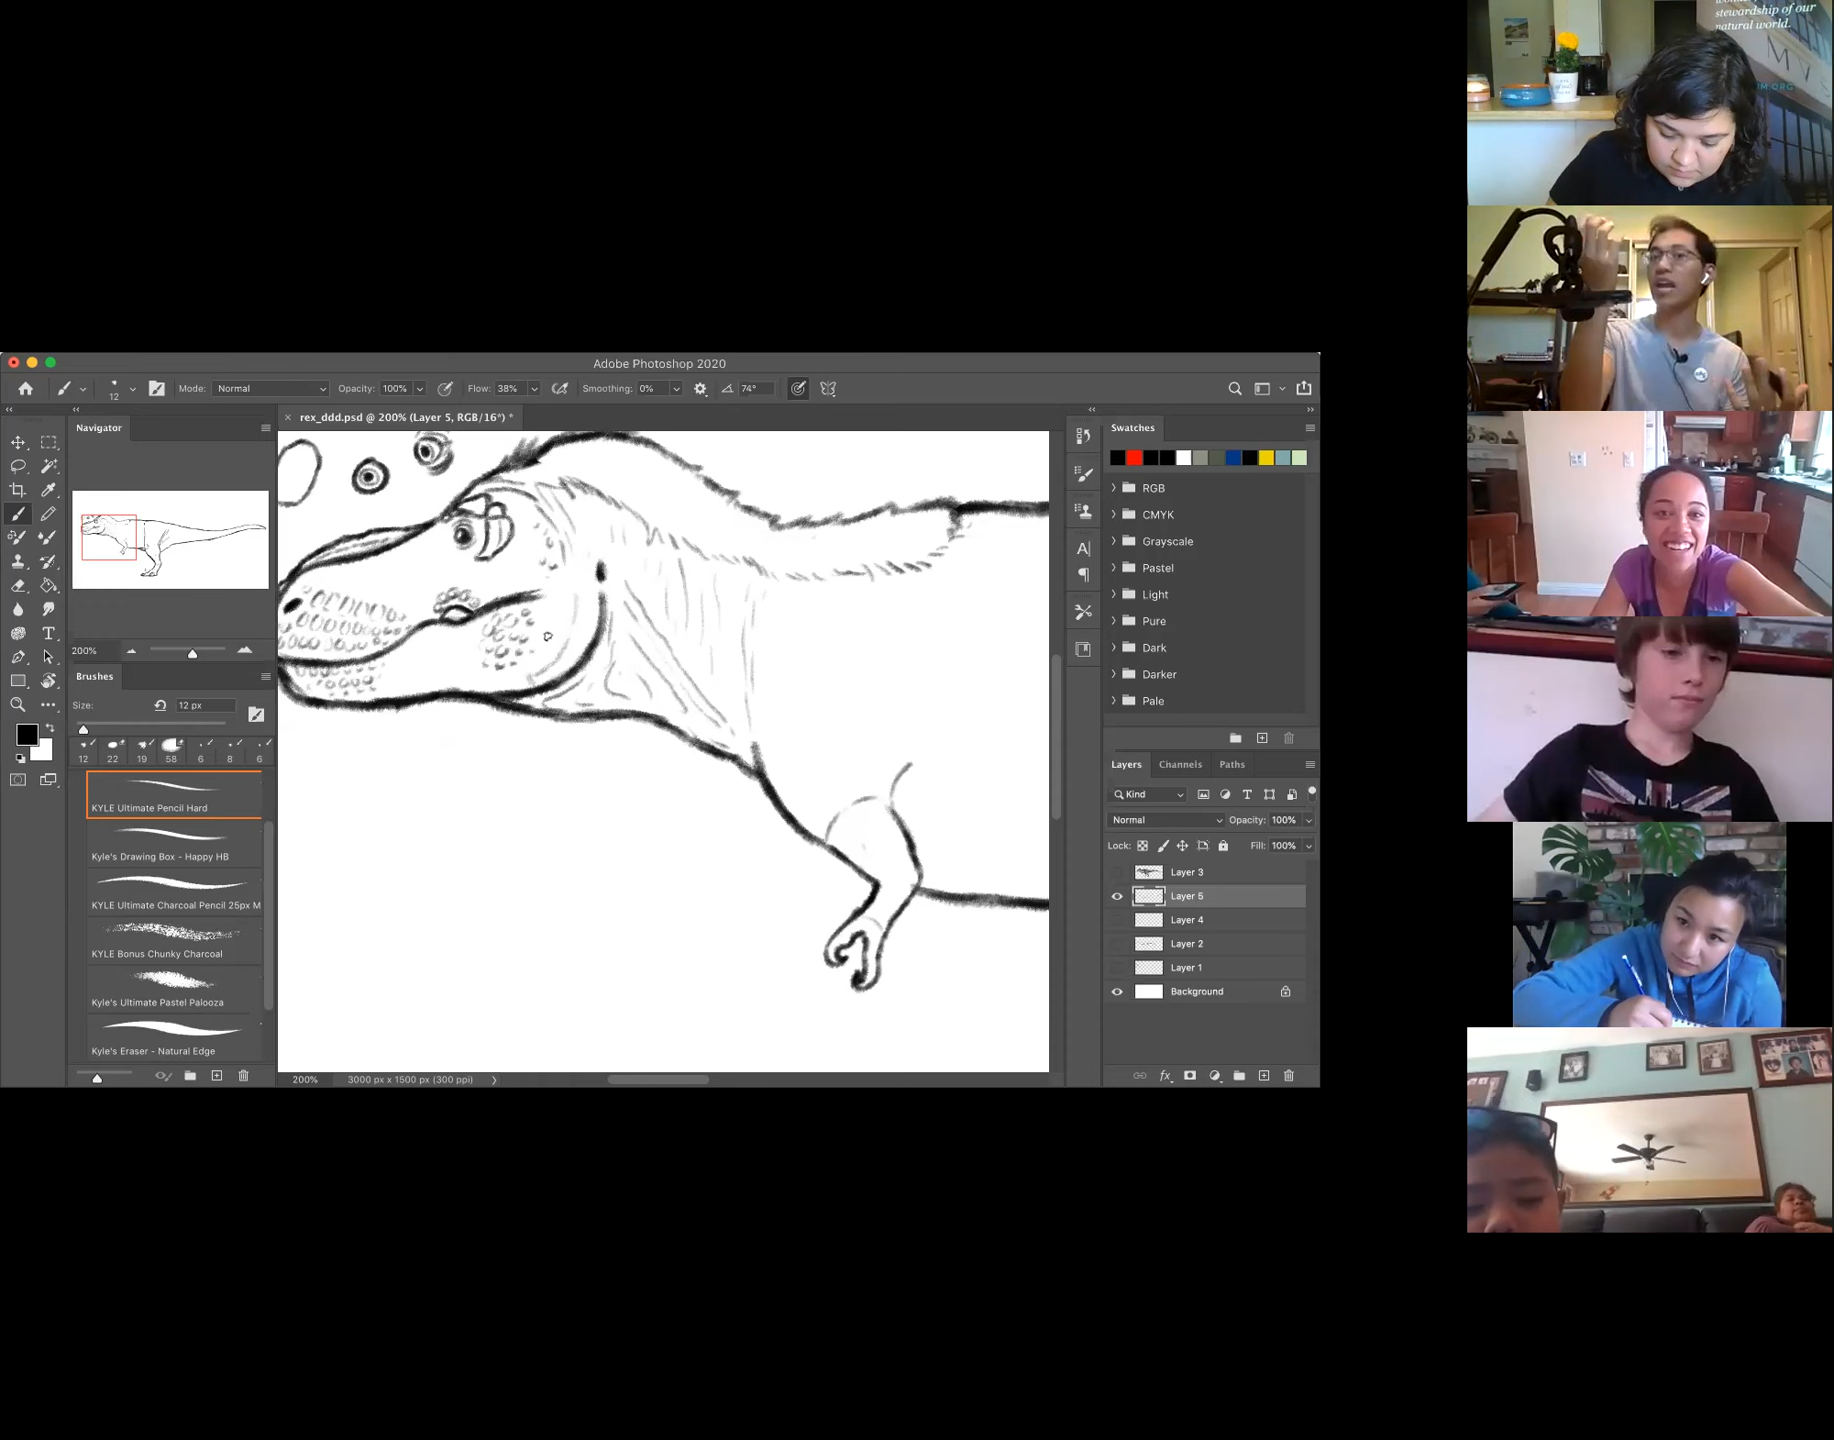 stewardship of our
natural world.
M V
Adobe Photoshop 2020
12
Mode: Normal
Opacity: 100%
Flow: 38%
Smoothing: 0%
74°
rex_ddd.psd @ 200% (Layer 5, RGB/16*) *
Navigator
200%
Brushes
Size:
12 px
12 22 19 58 6 8 6
KYLE Ultimate Pencil Hard
Kyle's Drawing Box - Happy HB
KYLE Ultimate Charcoal Pencil 25px M
KYLE Bonus Chunky Charcoal
Kyle's Ultimate Pastel Palooza
Kyle's Eraser - Natural Edge
200%
3000 px x 1500 px (300 ppi)
Swatches
RGB
CMYK
Grayscale
Pastel
Light
Pure
Dark
Darker
Pale
Layers Channels Paths
Kind
Normal
Opacity: 100%
Lock:
Fill: 100%
Layer 3
Layer 5
Layer 4
Layer 2
Layer 1
Background
fx